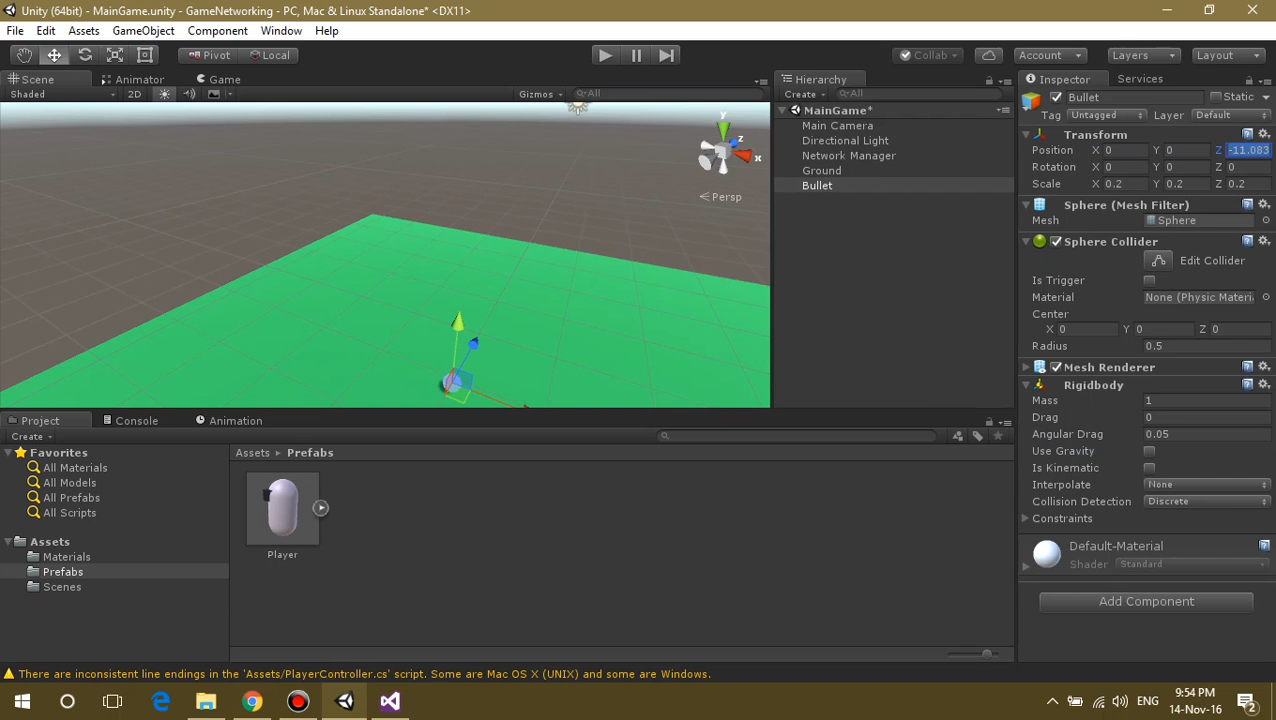 Unity (64bit) - MainGame.unity - GameNetworking - PC, Mac & Linux Standalone* <DX11>
File Edit Assets GameObject Component Window Help
Pivot Local Collab Account Layers Layout
Scene Animator Game
Shaded 2D Gizmos All
y
z
x
Persp
Hierarchy
Create All
MainGame*
Main Camera
Directional Light
Network Manager
Ground
Bullet
Inspector Services
Bullet Static
Tag Untagged Layer Default
Transform
Position X 0 Y 0 Z -11.083
Rotation X 0 Y 0 Z 0
Scale X 0.2 Y 0.2 Z 0.2
Sphere (Mesh Filter)
Mesh Sphere
Sphere Collider
Edit Collider
Is Trigger
Material None (Physic Materi
Center
X 0 Y 0 Z 0
Radius 0.5
Mesh Renderer
Rigidbody
Mass 1
Drag 0
Angular Drag 0.05
Use Gravity
Is Kinematic
Interpolate None
Collision Detection Discrete
Constraints
Default-Material
Shader Standard
Add Component
Project Console Animation
Create
Favorites
All Materials
All Models
All Prefabs
All Scripts
Assets
Materials
Prefabs
Scenes
Assets Prefabs
Player
There are inconsistent line endings in the 'Assets/PlayerController.cs' script. Some are Mac OS X (UNIX) and some are Windows.
ENG
9:54 PM
14-Nov-16
2